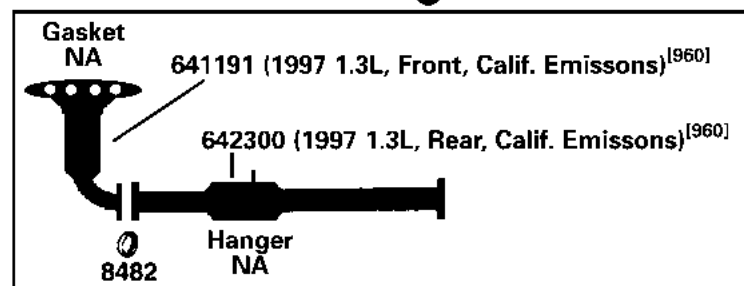 Gasket
NA
641191 (1997 1.3L, Front, Calif. Emissons)[960]
642300 (1997 1.3L, Rear, Calif. Emissons)[960]
Hanger
NA
8482